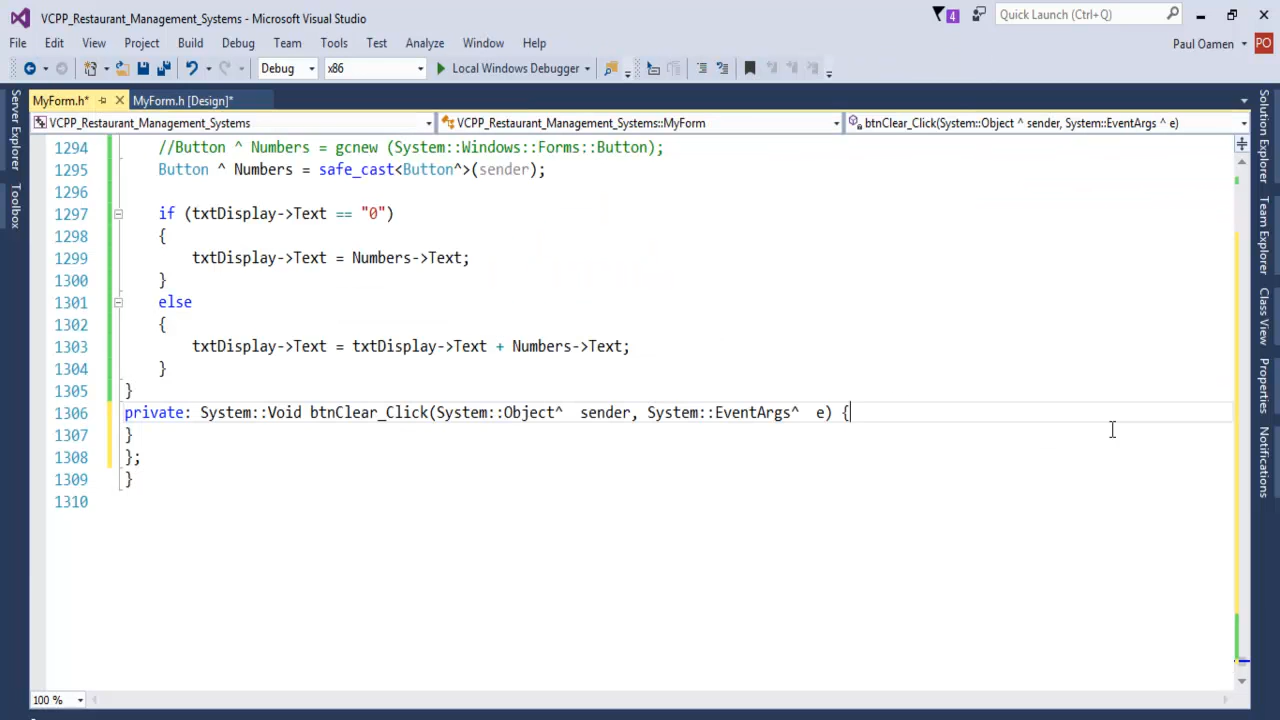 VCPP_Restaurant_Management_Systems - Microsoft Visual Studio
4
Quick Launch (Ctrl+Q)
File Edit View Project Build Debug Team Tools Test Analyze Window Help
Paul Oamen
PO
Debug x86 Local Windows Debugger
MyForm.h* MyForm.h [Design]*
VCPP_Restaurant_Management_Systems VCPP_Restaurant_Management_Systems::MyForm btnClear_Click(System::Object ^ sender, System::EventArgs ^ e)
Server Explorer
Toolbox
1294 //Button ^ Numbers = gcnew (System::Windows::Forms::Button);
1295 Button ^ Numbers = safe_cast<Button^>(sender);
1296
1297 if (txtDisplay->Text == "0")
1298 {
1299 txtDisplay->Text = Numbers->Text;
1300 }
1301 else
1302 {
1303 txtDisplay->Text = txtDisplay->Text + Numbers->Text;
1304 }
1305 }
1306 private: System::Void btnClear_Click(System::Object^  sender, System::EventArgs^  e) {
1307 }
1308 };
1309 }
1310
Solution Explorer
Team Explorer
Class View
Properties
Notifications
100 %